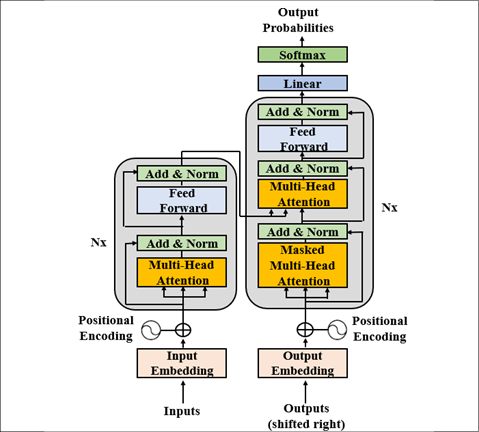 Output
Probabilities
Softmax
Linear
Add & Norm
Feed
Forward
Add & Norm
Multi-Head
Attention
Nx
Add & Norm
Masked
Multi-Head
Attention
Add & Norm
Feed
Forward
Nx
Add & Norm
Multi-Head
Attention
Positional
Encoding
Positional
Encoding
Input
Embedding
Output
Embedding
Inputs
Outputs
(shifted right)